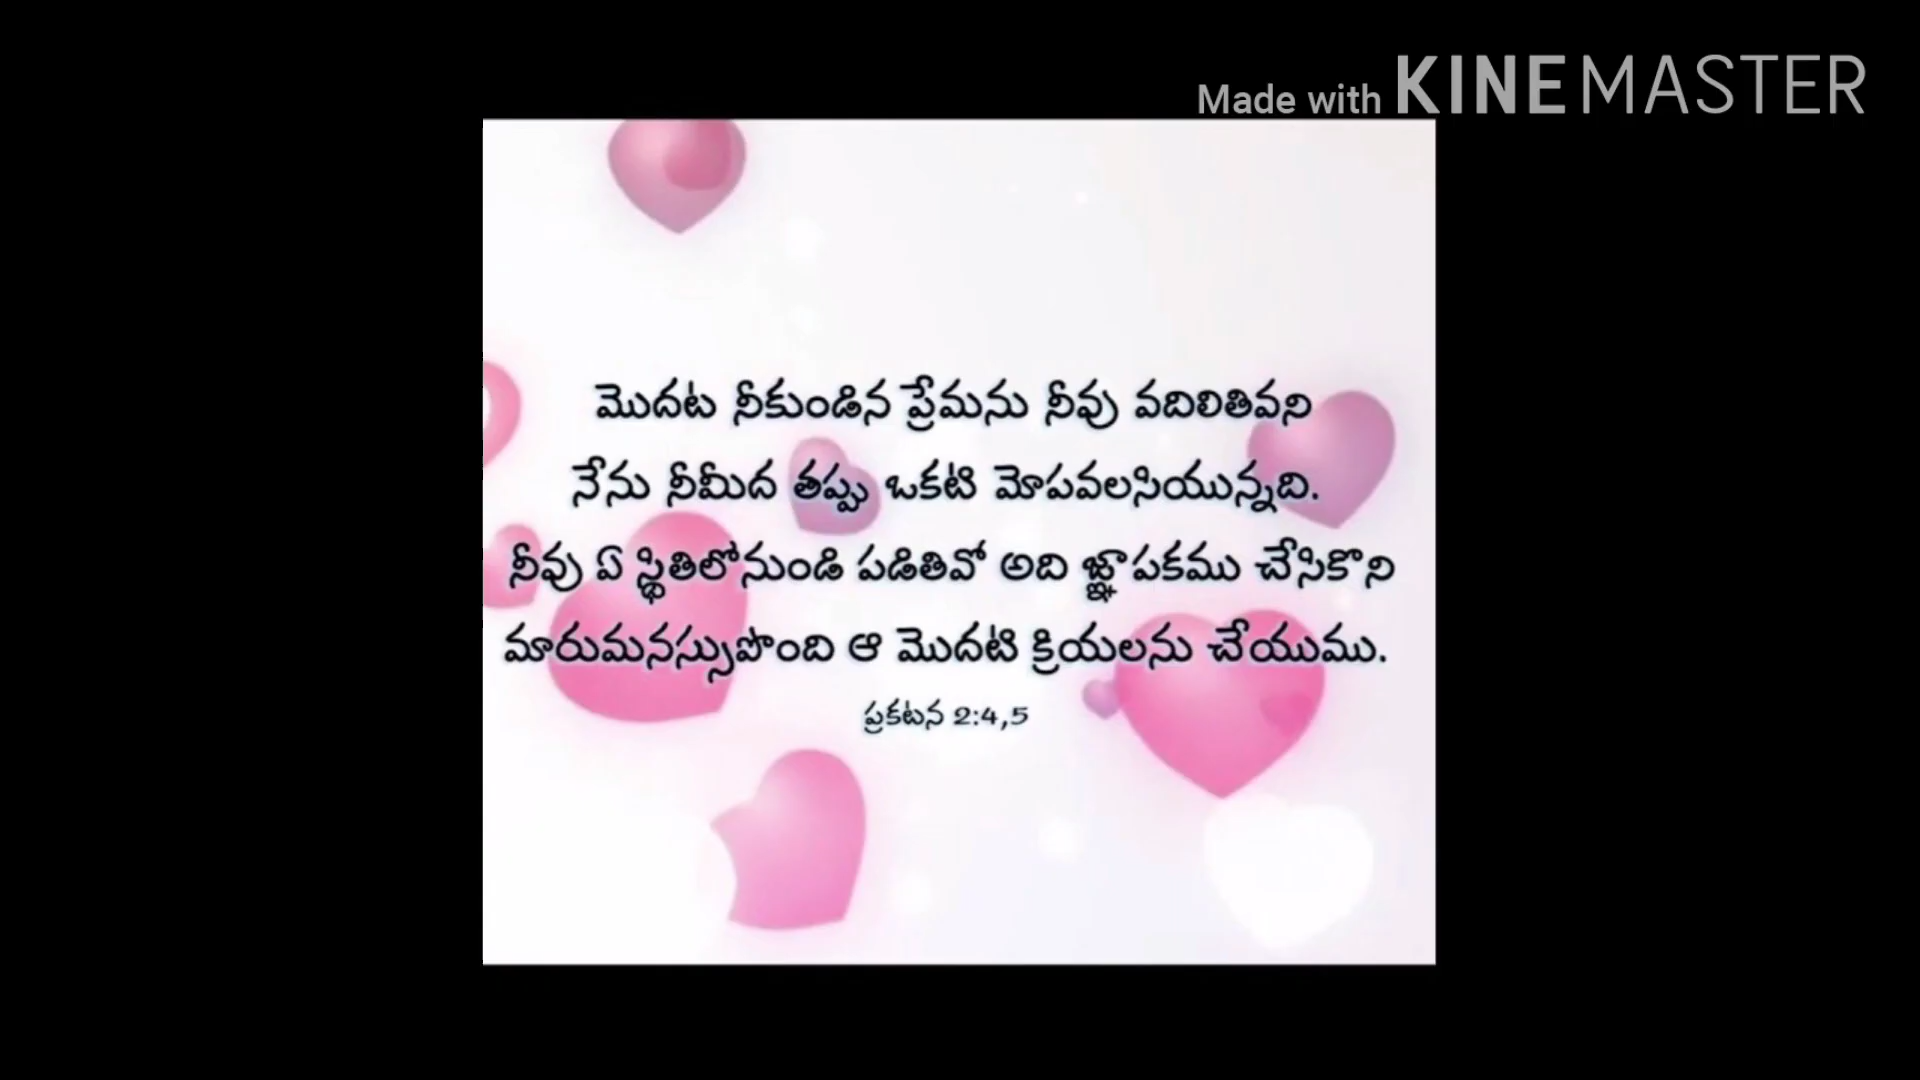 Made with KINEMASTER
మొదట నీకుండిన ప్రేమను నీవు వదిలితివని
నేను నీమీద తప్పు ఒకటి మోపవలసియున్నది.
నీవు ఏ స్థితిలోనుండి పడితివో అది జ్ఞాపకము చేసికొని
మారుమనస్సుపొంది ఆ మొదటి క్రియలను చేయుము.
ప్రకటన 2:4,5